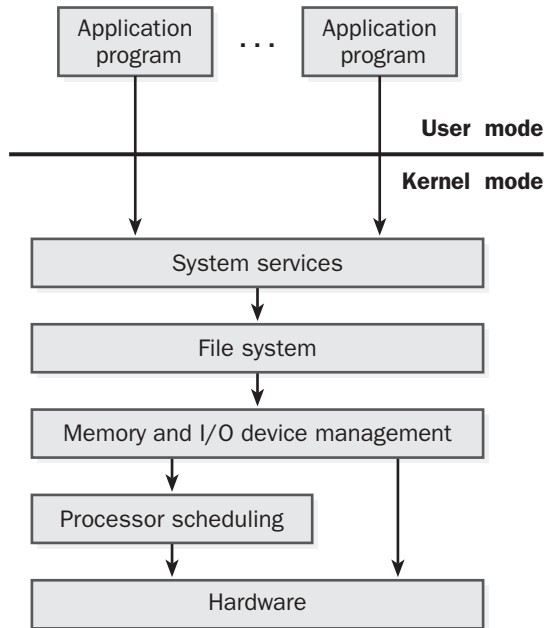 Application
program
. . .
Application
program
User mode
Kernel mode
System services
File system
Memory and I/O device management
Processor scheduling
Hardware